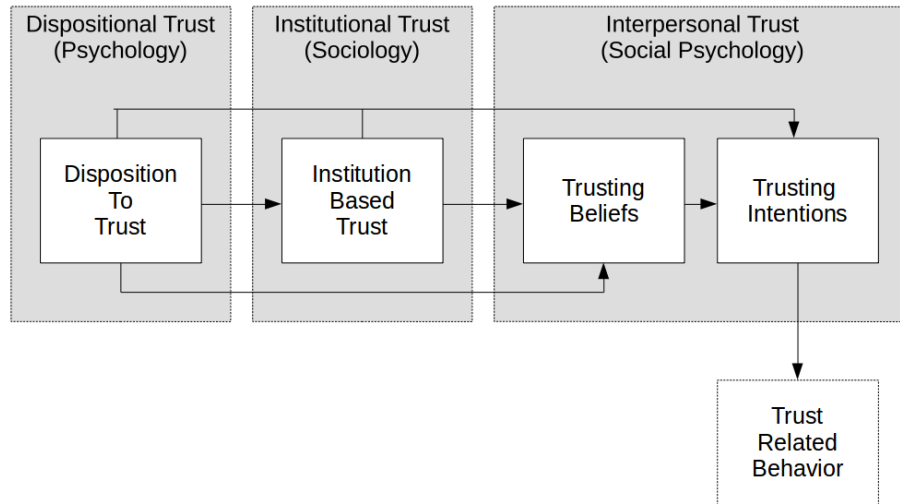 Dispositional Trust
(Psychology)
Institutional Trust
(Sociology)
Interpersonal Trust
(Social Psychology)
Disposition
To
Trust
Institution
Based
Trust
Trusting
Beliefs
Trusting
Intentions
Trust
Related
Behavior